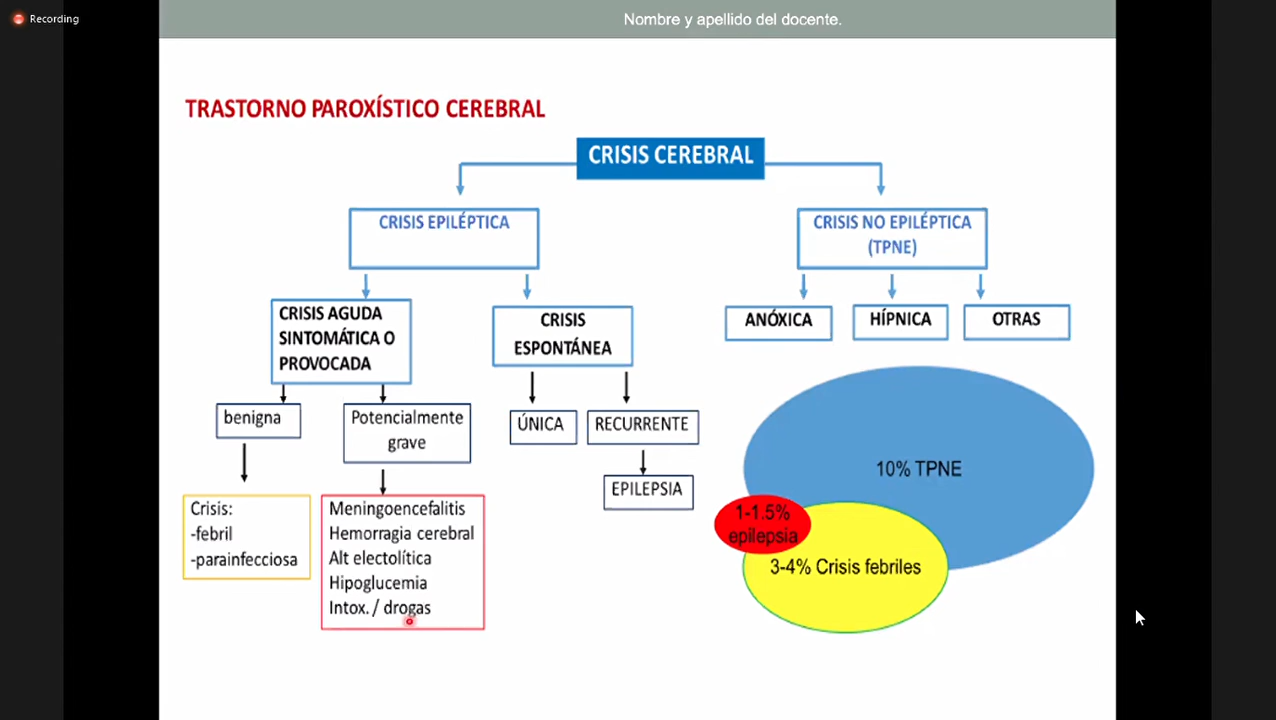 Recording
Nombre y apellido del docente.
TRASTORNO PAROXÍSTICO CEREBRAL
CRISIS CEREBRAL
CRISIS EPILÉPTICA
CRISIS NO EPILÉPTICA
(TPNE)
CRISIS AGUDA
SINTOMÁTICA O
PROVOCADA
CRISIS
ESPONTÁNEA
ANÓXICA
HÍPNICA
OTRAS
benigna
Potencialmente
grave
ÚNICA
RECURRENTE
EPILEPSIA
Crisis:
-febril
-parainfecciosa
Meningoencefalitis
Hemorragia cerebral
Alt electolítica
Hipoglucemia
Intox. / drogas
10% TPNE
1-1.5%
epilepsia
3-4% Crisis febriles